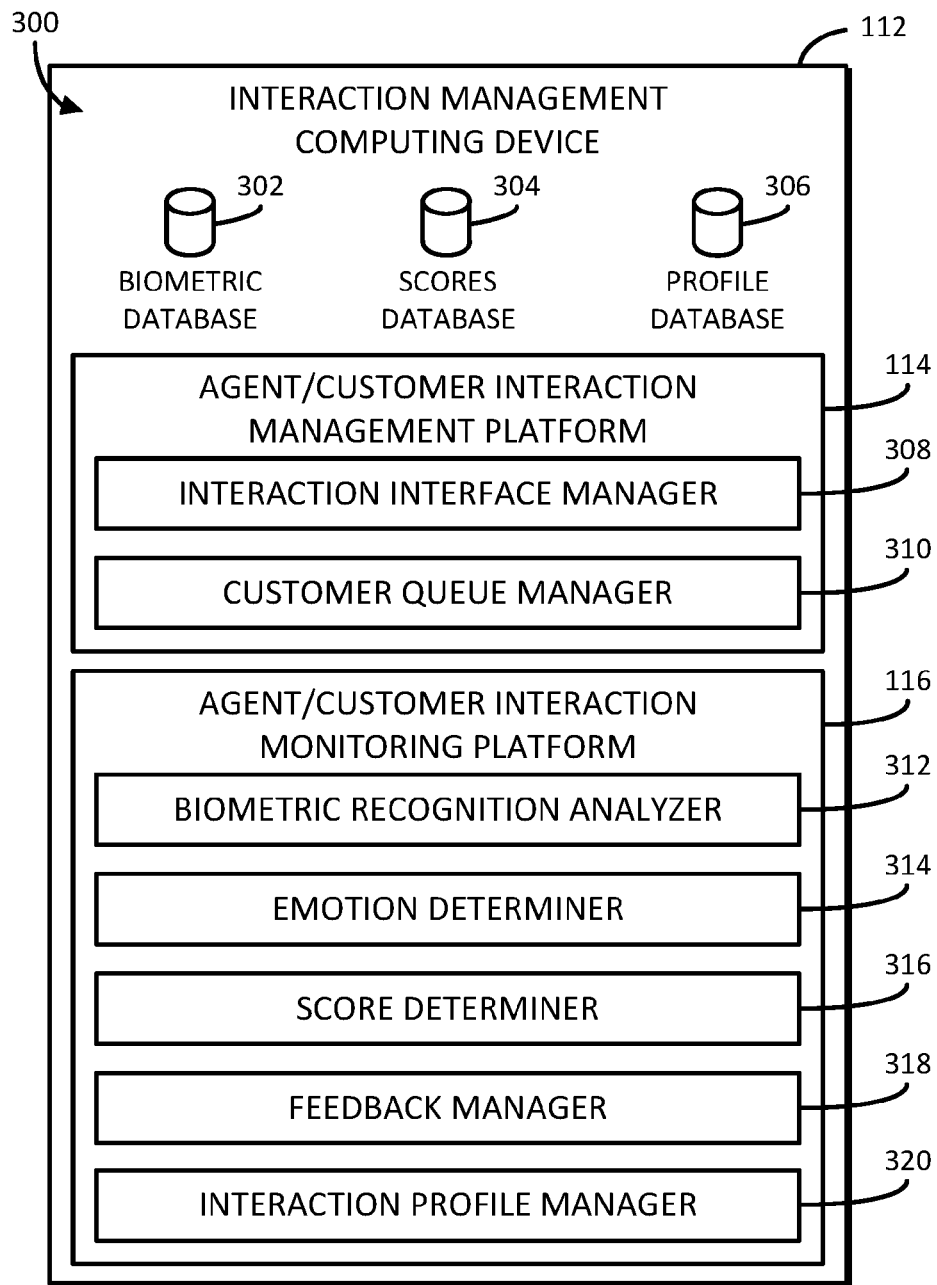 300
112
INTERACTION MANAGEMENT
COMPUTING DEVICE
302
304
306
BIOMETRIC
DATABASE
SCORES
DATABASE
PROFILE
DATABASE
114
AGENT/CUSTOMER INTERACTION
MANAGEMENT PLATFORM
308
INTERACTION INTERFACE MANAGER
310
CUSTOMER QUEUE MANAGER
116
AGENT/CUSTOMER INTERACTION
MONITORING PLATFORM
312
BIOMETRIC RECOGNITION ANALYZER
314
EMOTION DETERMINER
316
SCORE DETERMINER
318
FEEDBACK MANAGER
320
INTERACTION PROFILE MANAGER